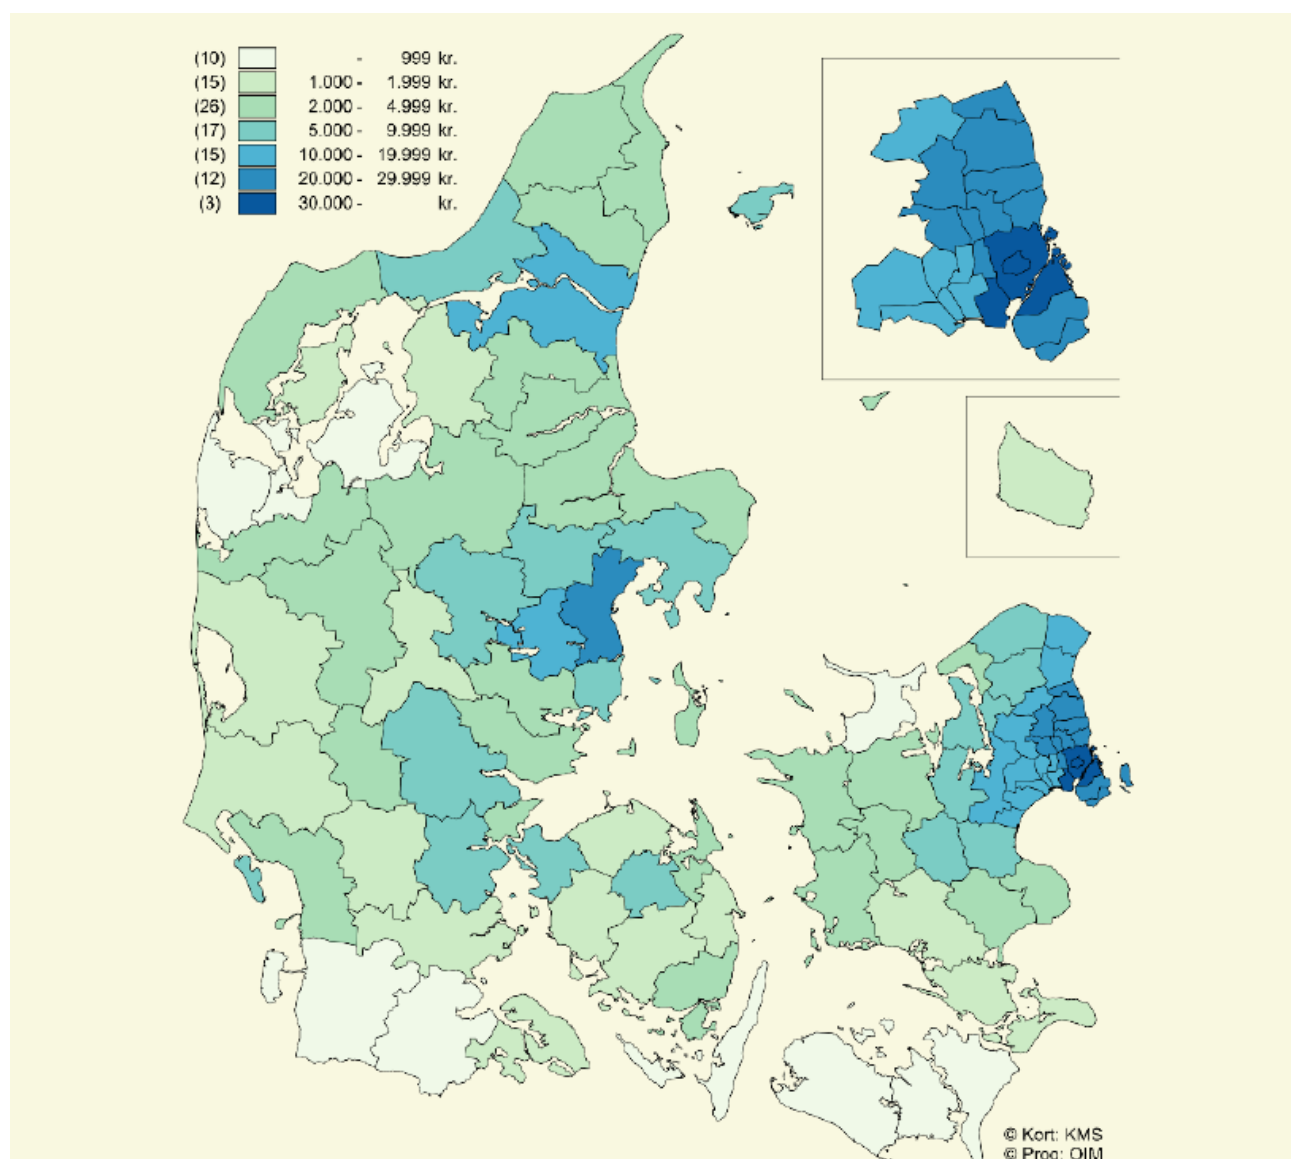 (10) - 999 kr.
(15) 1.000 - 1.999 kr.
(26) 2.000 - 4.999 kr.
(17) 5.000 - 9.999 kr.
(15) 10.000 - 19.999 kr.
(12) 20.000 - 29.999 kr.
(3) 30.000 - kr.
© Kort: KMS
© Prog: OIM